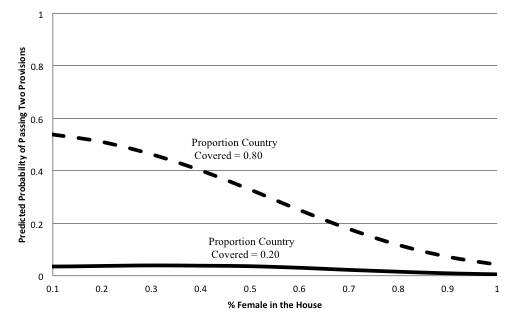 1
0.8
0.6
0.4
0.2
0
Predicted Probability of Passing Two Provisions
Proportion Country
Covered = 0.80
Proportion Country
Covered = 0.20
0.1 0.2 0.3 0.4 0.5 0.6 0.7 0.8 0.9 1
% Female in the House